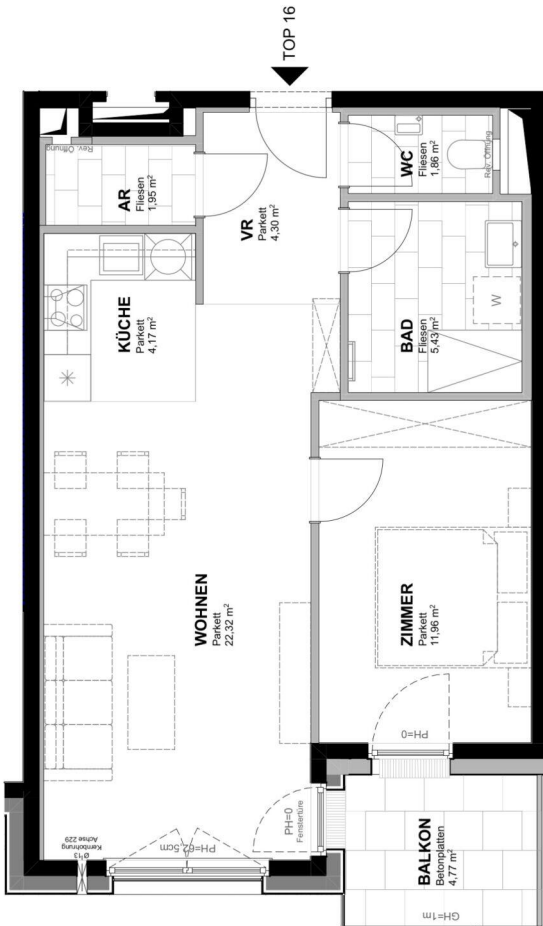 TOP 16
AR
Fliesen
1,95 m²
Rev. Öffnung
VR
Parkett
4,30 m²
WC
Fliesen
1,86 m²
Rev. Öffnung
KÜCHE
Parkett
4,17 m²
BAD
Fliesen
5,43 m²
W
WOHNEN
Parkett
22,32 m²
ZIMMER
Parkett
11,96 m²
PH=0
PH=0
Fenstertüre
PH=62,5cm
Ø13
Kernbohrung
Achse 229
BALKON
Betonplatten
4,77 m²
GH=1m